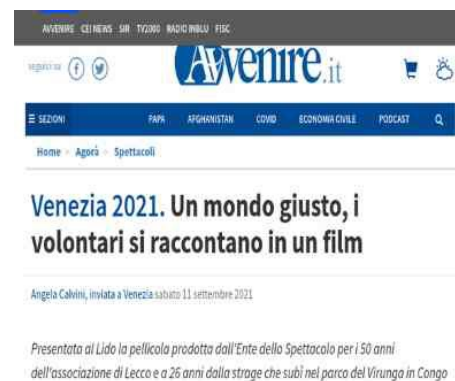 AVVENIRE CEI NEWS SIR TV2000 RADIO INBLU FISC
seguici su
Avvenire.it
SEZIONI PAPA AFGHANISTAN COVID ECONOMIA CIVILE PODCAST
Home Agorà Spettacoli
Venezia 2021. Un mondo giusto, i
volontari si raccontano in un film
Angela Calvini, inviata a Venezia sabato 11 settembre 2021
Presentata al Lido la pellicola prodotta dall'Ente dello Spettacolo per i 50 anni
dell'associazione di Lecco e a 26 anni dalla strage che subì nel parco del Virunga in Congo